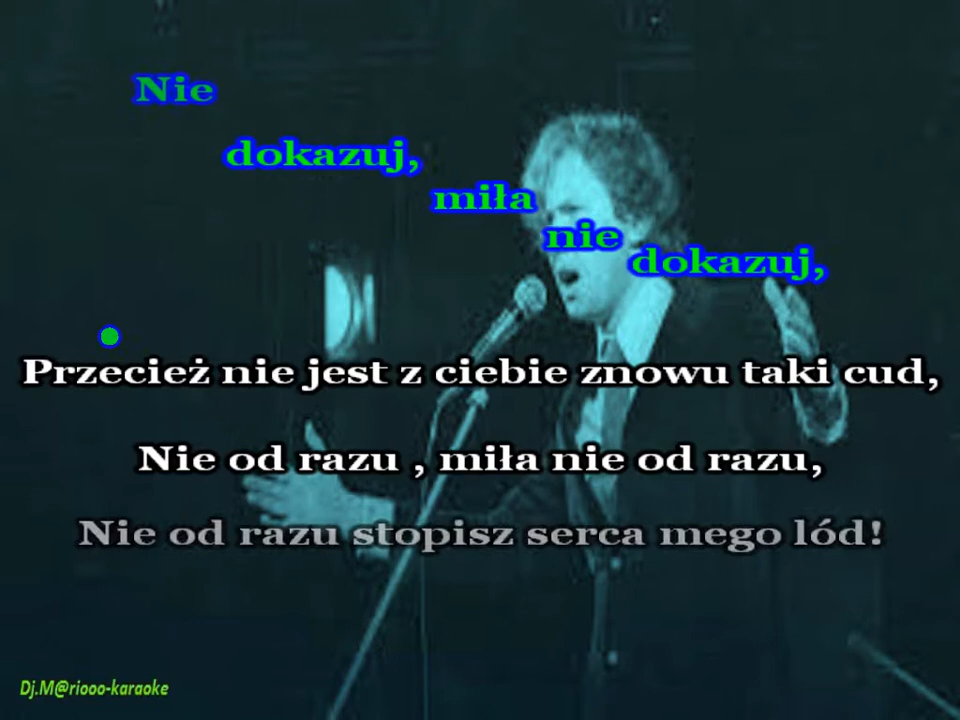 Nie dokazuj, miła nie dokazuj,
Przecież nie jest z ciebie znowu taki cud,
Nie od razu , miła nie od razu,
Nie od razu stopisz serca mego lód!
Dj.M@riooo-karaoke